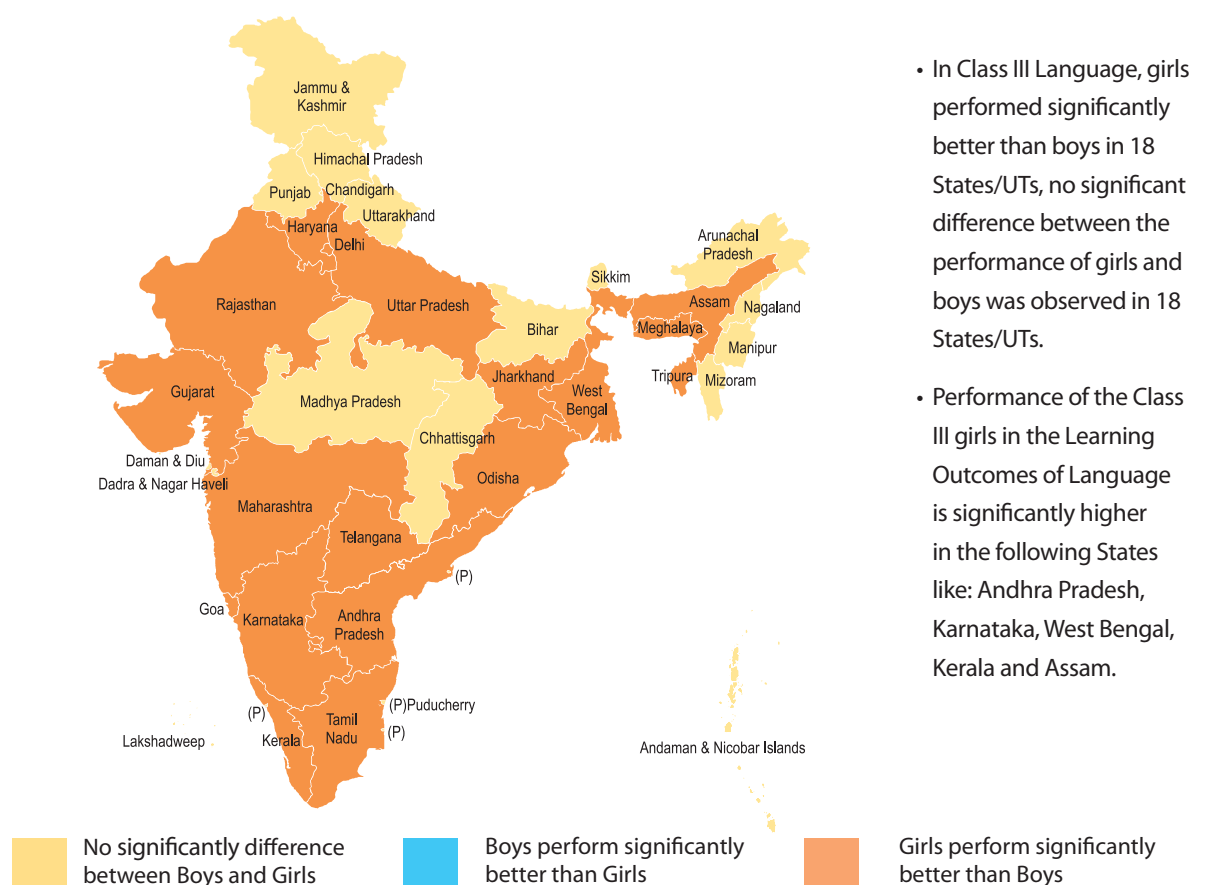 Jammu &
Kashmir
Himachal Pradesh
Punjab
Chandigarh
Uttarakhand
Haryana
Delhi
Arunachal
Pradesh
Sikkim
Rajasthan
Uttar Pradesh
Assam
Nagaland
Bihar
Meghalaya
Manipur
Jharkhand
Tripura
Mizoram
Gujarat
Madhya Pradesh
West
Bengal
Chhattisgarh
Daman & Diu
Dadra & Nagar Haveli
Odisha
Maharashtra
Telangana
(P)
Goa
Karnataka
Andhra
Pradesh
(P)Puducherry
(P)
Tamil
Nadu
(P)
Lakshadweep
Kerala
Andaman & Nicobar Islands
• In Class III Language, girls
performed significantly
better than boys in 18
States/UTs, no significant
difference between the
performance of girls and
boys was observed in 18
States/UTs.
• Performance of the Class
III girls in the Learning
Outcomes of Language
is significantly higher
in the following States
like: Andhra Pradesh,
Karnataka, West Bengal,
Kerala and Assam.
No significantly difference
between Boys and Girls
Boys perform significantly
better than Girls
Girls perform significantly
better than Boys